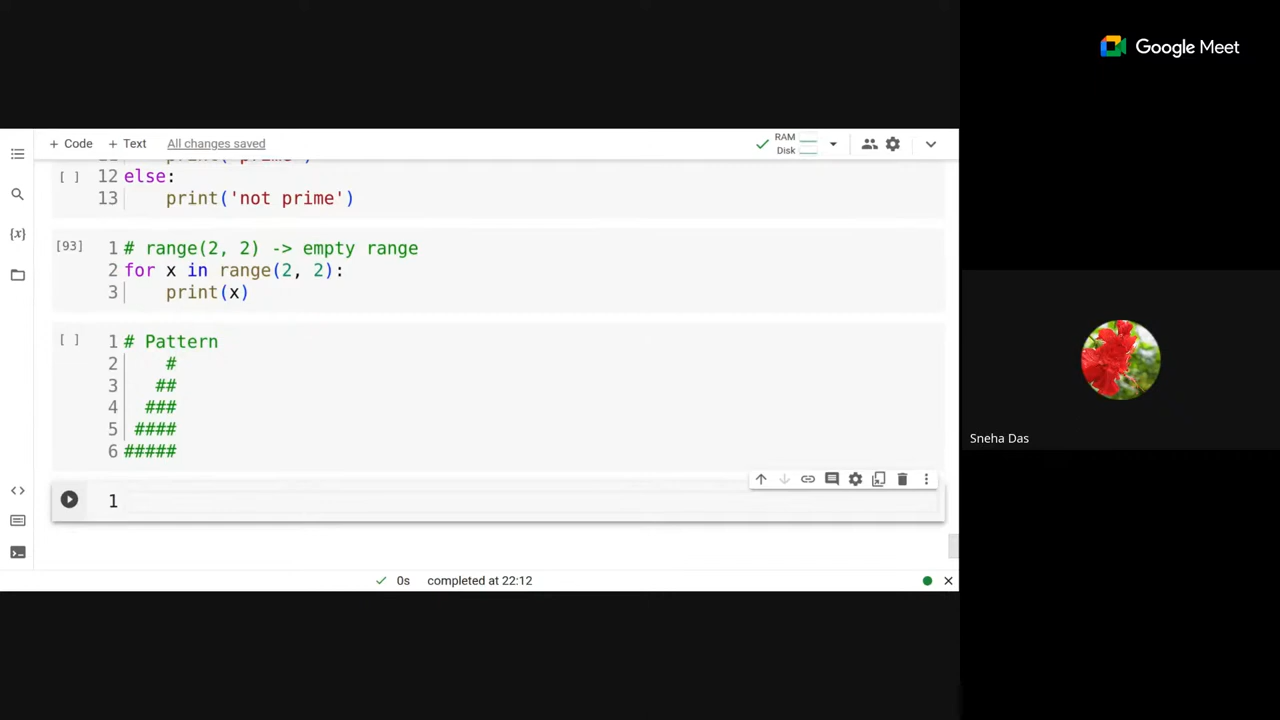 Google Meet
+ Code + Text All changes saved RAM
Disk
[ ] 12 else:
13 print('not prime')
[93] 1 # range(2, 2) -> empty range
2 for x in range(2, 2):
3 print(x)
[ ] 1 # Pattern
2 #
3 ##
4 ###
5 ####
6 #####
1
Sneha Das
0s completed at 22:12